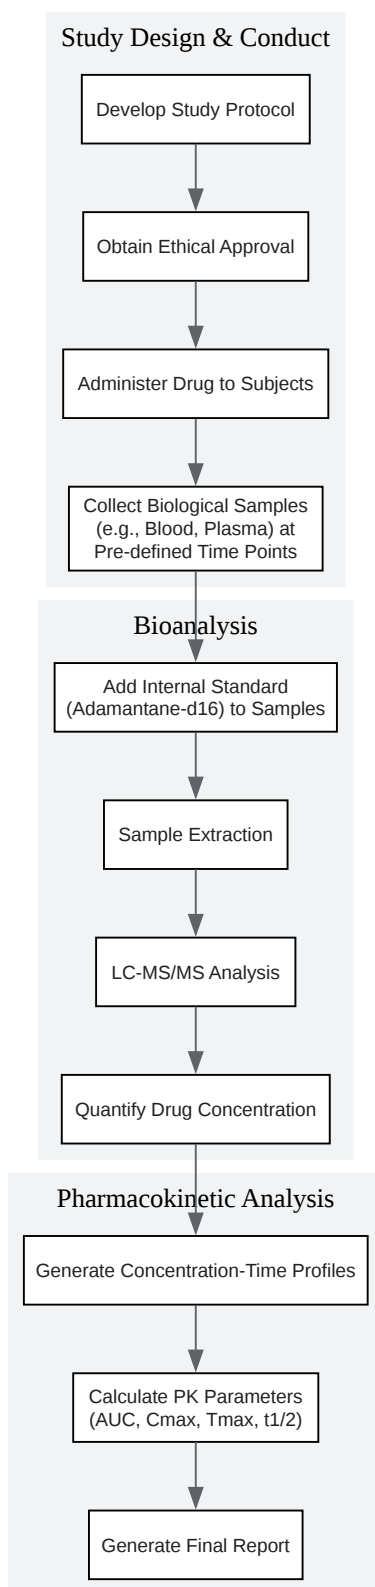 Study Design & Conduct
Develop Study Protocol
Obtain Ethical Approval
Administer Drug to Subjects
Collect Biological Samples
(e.g., Blood, Plasma) at
Pre-defined Time Points
Bioanalysis
Add Internal Standard
(Adamantane-d16) to Samples
Sample Extraction
LC-MS/MS Analysis
Quantify Drug Concentration
Pharmacokinetic Analysis
Generate Concentration-Time Profiles
Calculate PK Parameters
(AUC, Cmax, Tmax, t1/2)
Generate Final Report